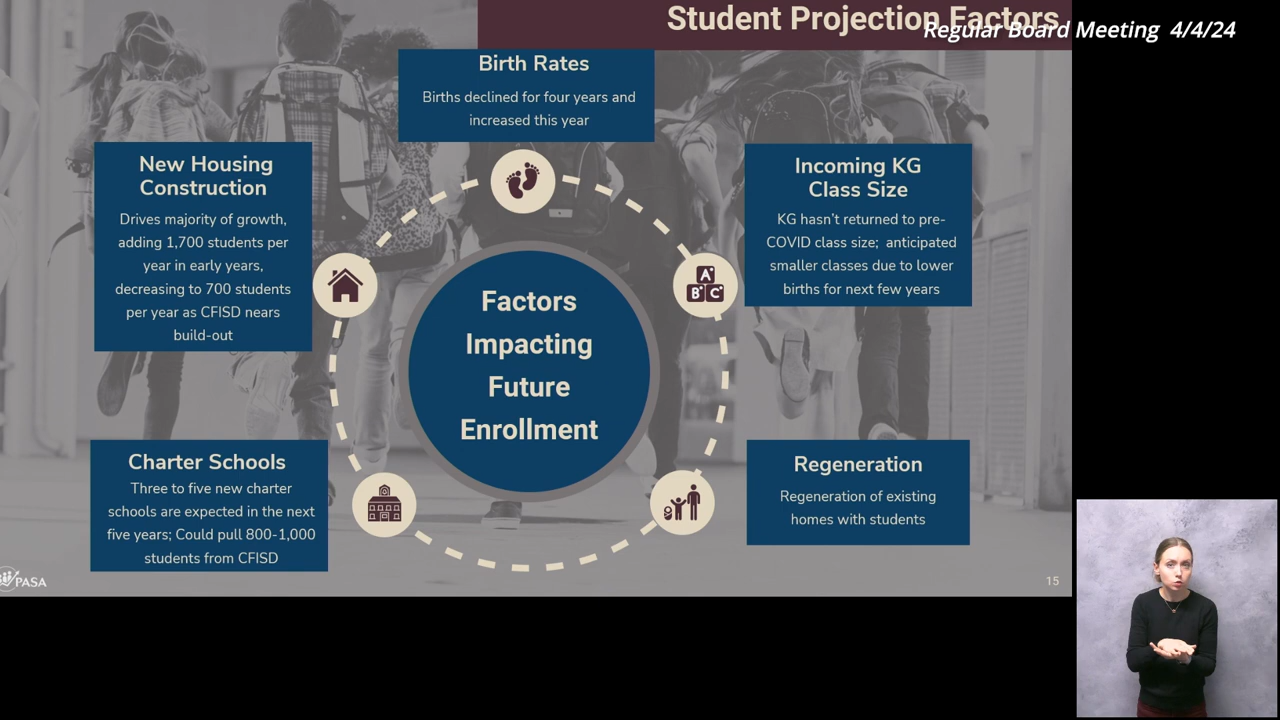 Student Projection Factors
Regular Board Meeting 4/4/24
Birth Rates
Births declined for four years and
increased this year
New Housing
Construction
Drives majority of growth,
adding 1,700 students per
year in early years,
decreasing to 700 students
per year as CFISD nears
build-out
Incoming KG
Class Size
KG hasn't returned to pre-
COVID class size; anticipated
smaller classes due to lower
births for next few years
A
B C
Factors
Impacting
Future
Enrollment
Charter Schools
Three to five new charter
schools are expected in the next
five years; Could pull 800-1,000
students from CFISD
Regeneration
Regeneration of existing
homes with students
PASA
15